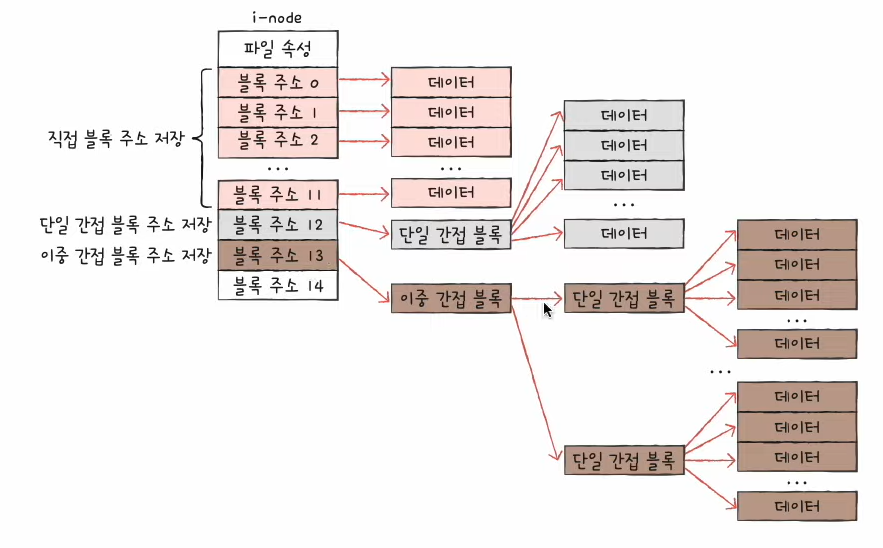 i-node
파일 속성
블록 주소 0
블록 주소 1
블록 주소 2
...
블록 주소 11
블록 주소 12
블록 주소 13
블록 주소 14
직접 블록 주소 저장
단일 간접 블록 주소 저장
이중 간접 블록 주소 저장
데이터
데이터
데이터
...
데이터
단일 간접 블록
이중 간접 블록
데이터
데이터
데이터
...
데이터
단일 간접 블록
단일 간접 블록
데이터
데이터
데이터
...
데이터
...
데이터
데이터
데이터
...
데이터